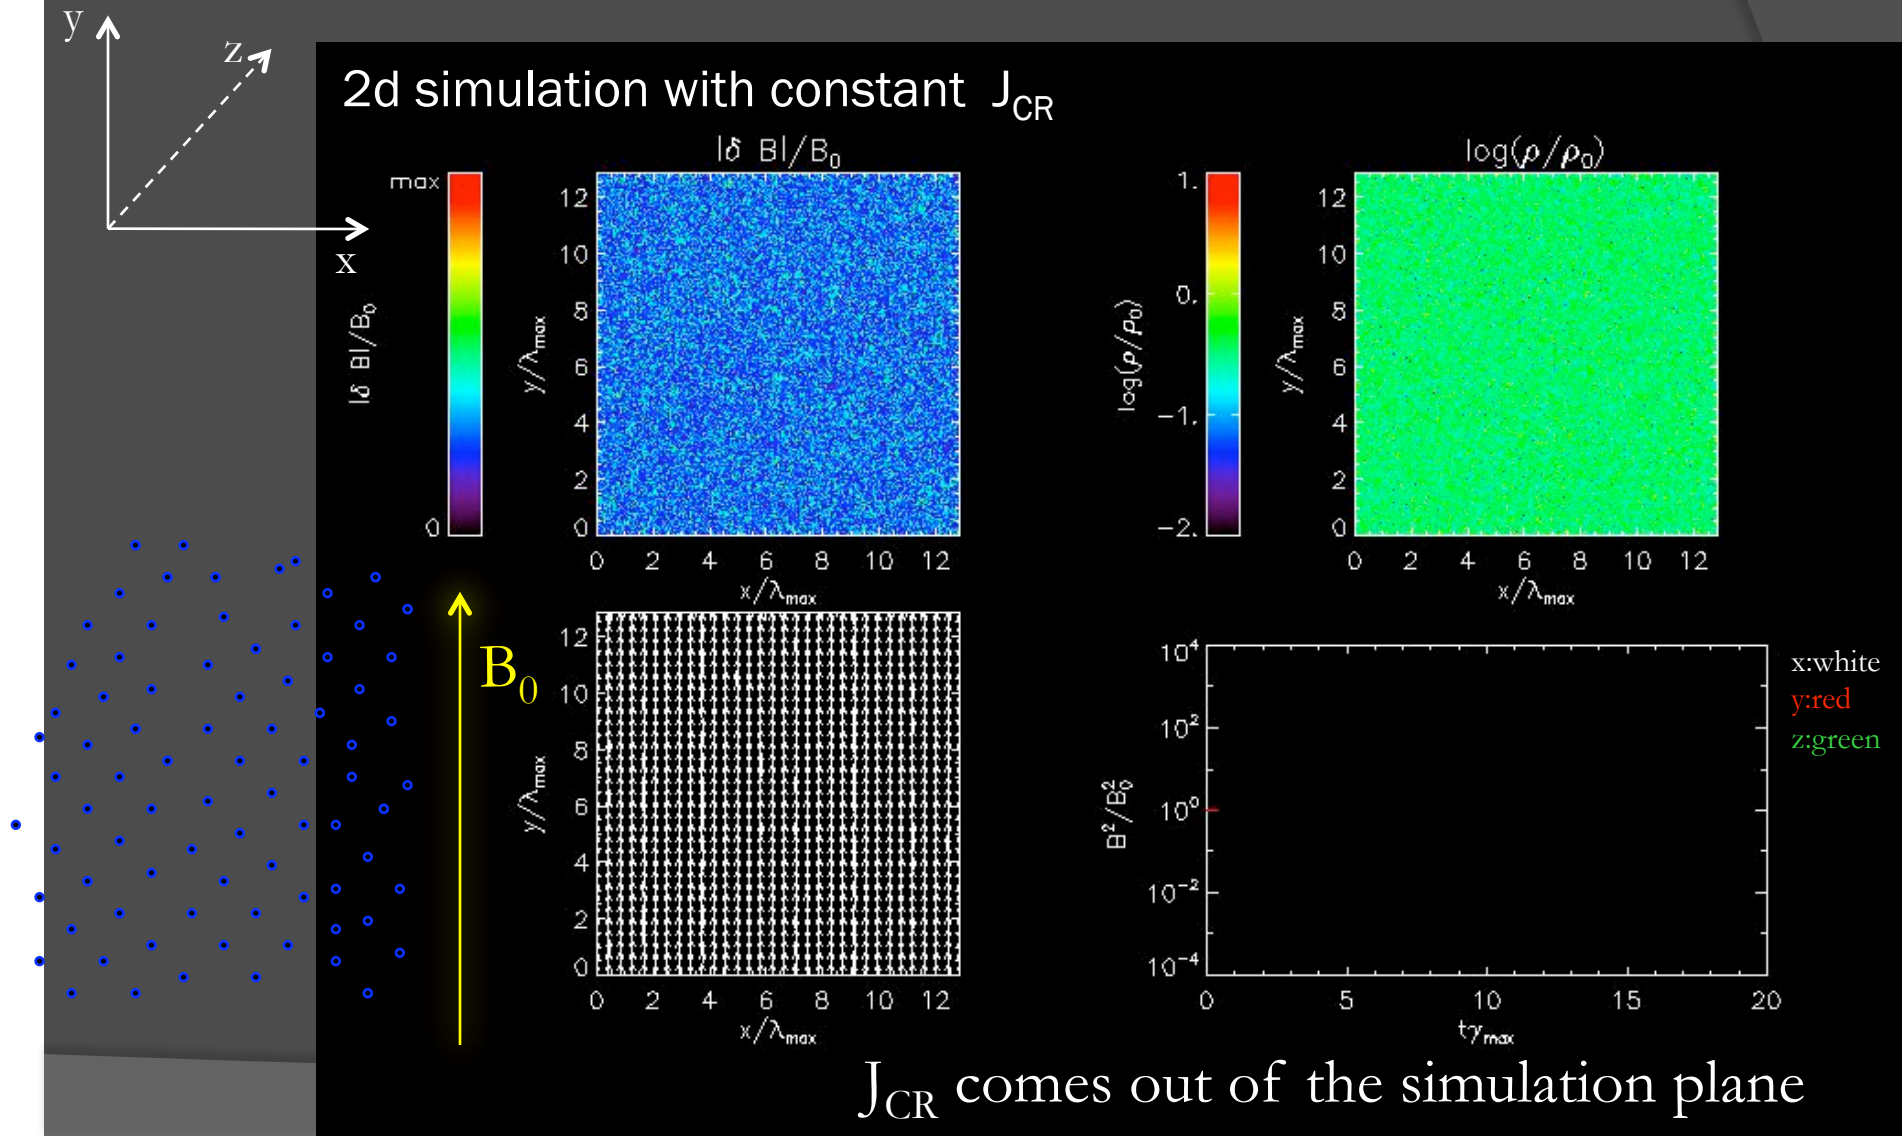 y
z
x
2d simulation with constant J_CR
|δ B|/B₀
max
0
|δ B|/B₀
12
10
8
6
4
2
0
y/λ_max
0 2 4 6 8 10 12
x/λ_max
log(ρ/ρ₀)
1.
0.
−1.
−2.
log(ρ/ρ₀)
12
10
8
6
4
2
0
y/λ_max
0 2 4 6 8 10 12
x/λ_max
B₀
12
10
8
6
4
2
0
y/λ_max
0 2 4 6 8 10 12
x/λ_max
10⁴
10²
10⁰
10⁻²
10⁻⁴
B²/B₀²
0 5 10 15 20
tγ_max
x:white
y:red
z:green
J_CR comes out of the simulation plane